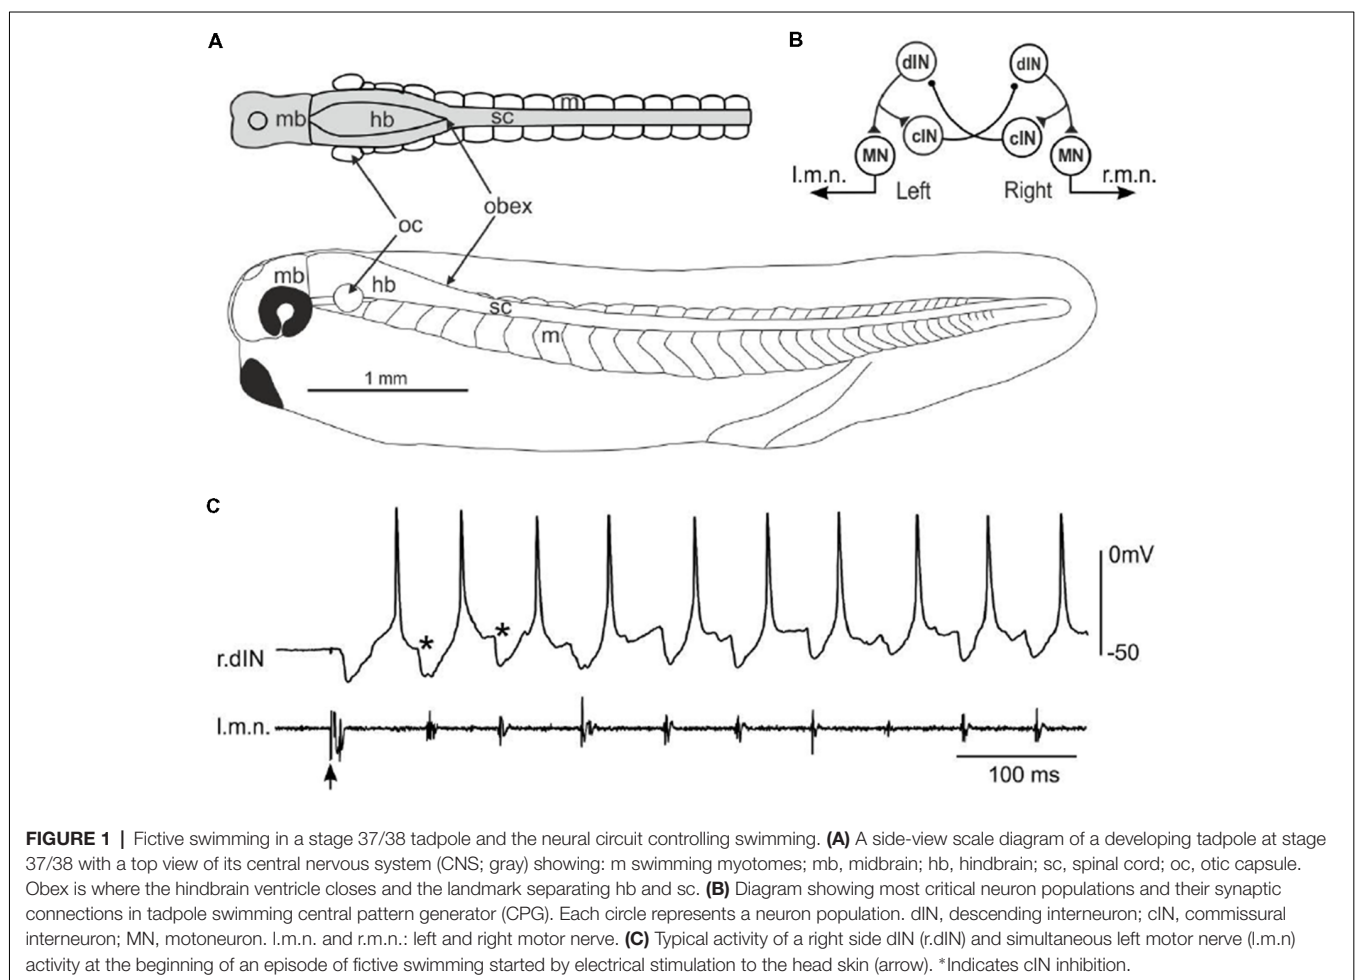 A
mb
hb
m
sc
oc
obex
mb
hb
sc
m
1 mm
B
dIN
dIN
cIN
cIN
MN
MN
l.m.n.
Left
Right
r.m.n.
C
*
*
0mV
-50
r.dIN
l.m.n.
100 ms
FIGURE 1 | Fictive swimming in a stage 37/38 tadpole and the neural circuit controlling swimming. (A) A side-view scale diagram of a developing tadpole at stage
37/38 with a top view of its central nervous system (CNS; gray) showing: m swimming myotomes; mb, midbrain; hb, hindbrain; sc, spinal cord; oc, otic capsule.
Obex is where the hindbrain ventricle closes and the landmark separating hb and sc. (B) Diagram showing most critical neuron populations and their synaptic
connections in tadpole swimming central pattern generator (CPG). Each circle represents a neuron population. dIN, descending interneuron; cIN, commissural
interneuron; MN, motoneuron. l.m.n. and r.m.n.: left and right motor nerve. (C) Typical activity of a right side dIN (r.dIN) and simultaneous left motor nerve (l.m.n)
activity at the beginning of an episode of fictive swimming started by electrical stimulation to the head skin (arrow). *Indicates cIN inhibition.